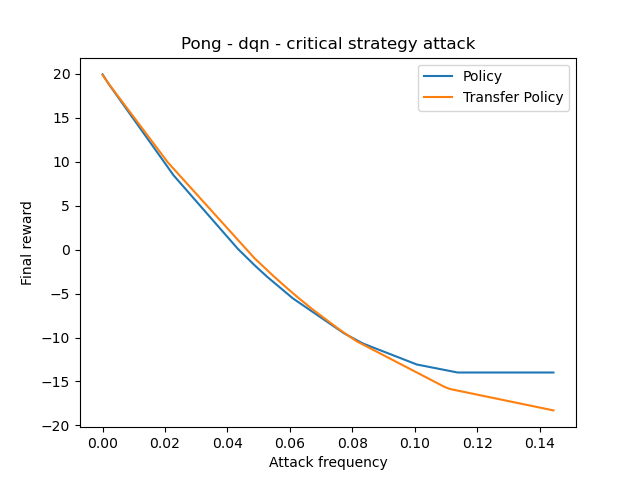 Pong - dqn - critical strategy attack
Policy
Transfer Policy
Final reward
20
15
10
5
0
−5
−10
−15
−20
0.00 0.02 0.04 0.06 0.08 0.10 0.12 0.14
Attack frequency